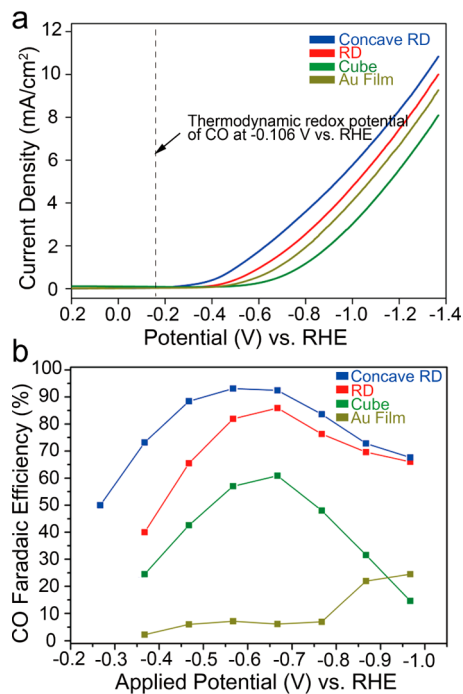 a
12
10
8
6
4
2
0
Current Density (mA/cm²)
Concave RD
RD
Cube
Au Film
Thermodynamic redox potential
of CO at -0.106 V vs. RHE
0.2 0.0 -0.2 -0.4 -0.6 -0.8 -1.0 -1.2 -1.4
Potential (V) vs. RHE
b
100
90
80
70
60
50
40
30
20
10
0
CO Faradaic Efficiency (%)
Concave RD
RD
Cube
Au Film
-0.2 -0.3 -0.4 -0.5 -0.6 -0.7 -0.8 -0.9 -1.0
Applied Potential (V) vs. RHE